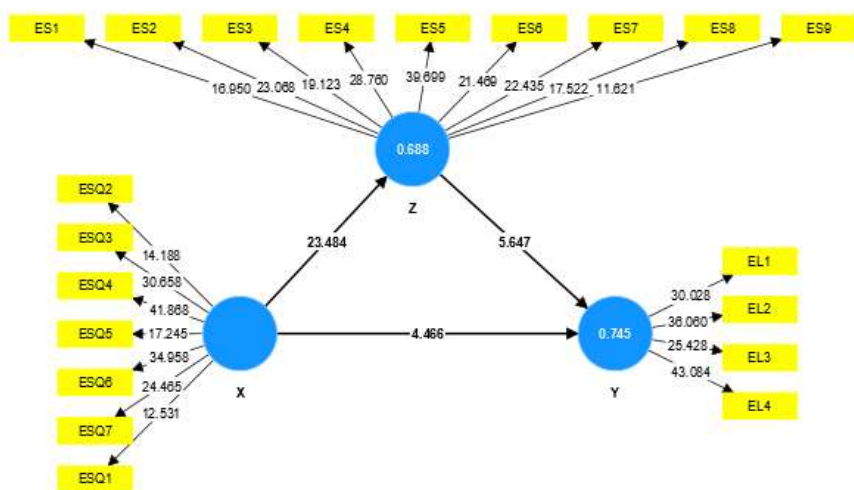 ES1 ES2 ES3 ES4 ES5 ES6 ES7 ES8 ES9
16.950 23.068 19.123 28.760 39.699 21.469 22.435 17.522 11.621
0.688
Z
ESQ2
ESQ3
ESQ4
ESQ5
ESQ6
ESQ7
ESQ1
14.188
30.658
41.868
17.245
34.958
24.465
12.531
X
23.484
5.647
4.466
0.745
Y
30.028
36.060
25.428
43.084
EL1
EL2
EL3
EL4